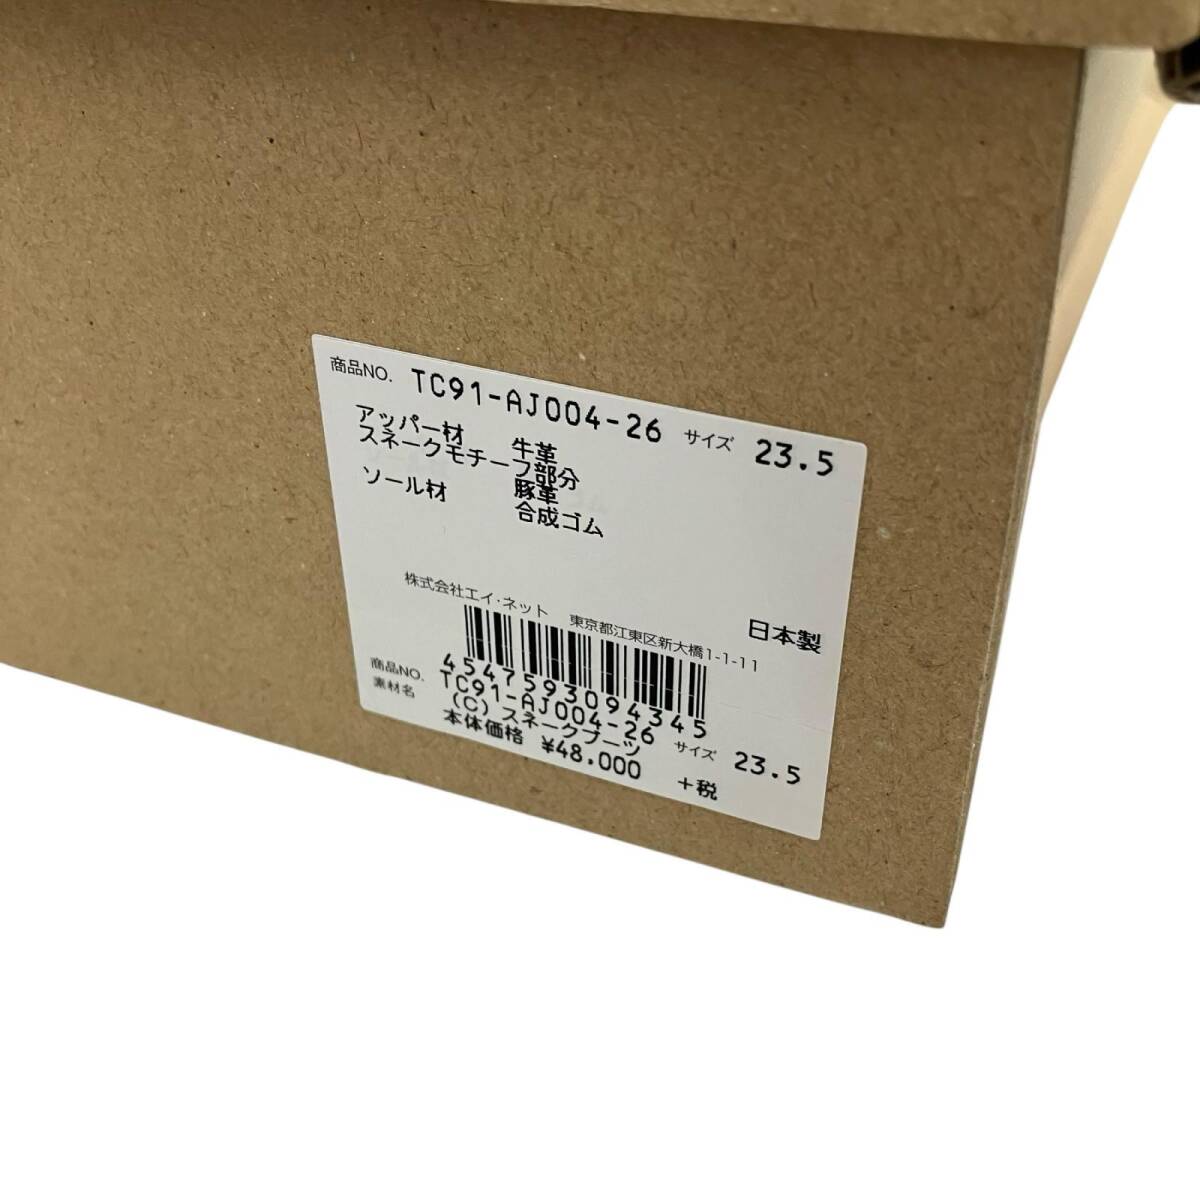 商品NO. TC91-AJ004-26 サイズ 23.5
アッパー材 牛革
スネークモチーフ部分
豚革
ソール材 合成ゴム
日本製
株式会社エイ・ネット 東京都江東区新大橋1-1-11
4547593094345
商品NO. TC91-AJ004-26 サイズ 23.5
素材名 (C)スネークブーツ
本体価格 ¥48.000 +税